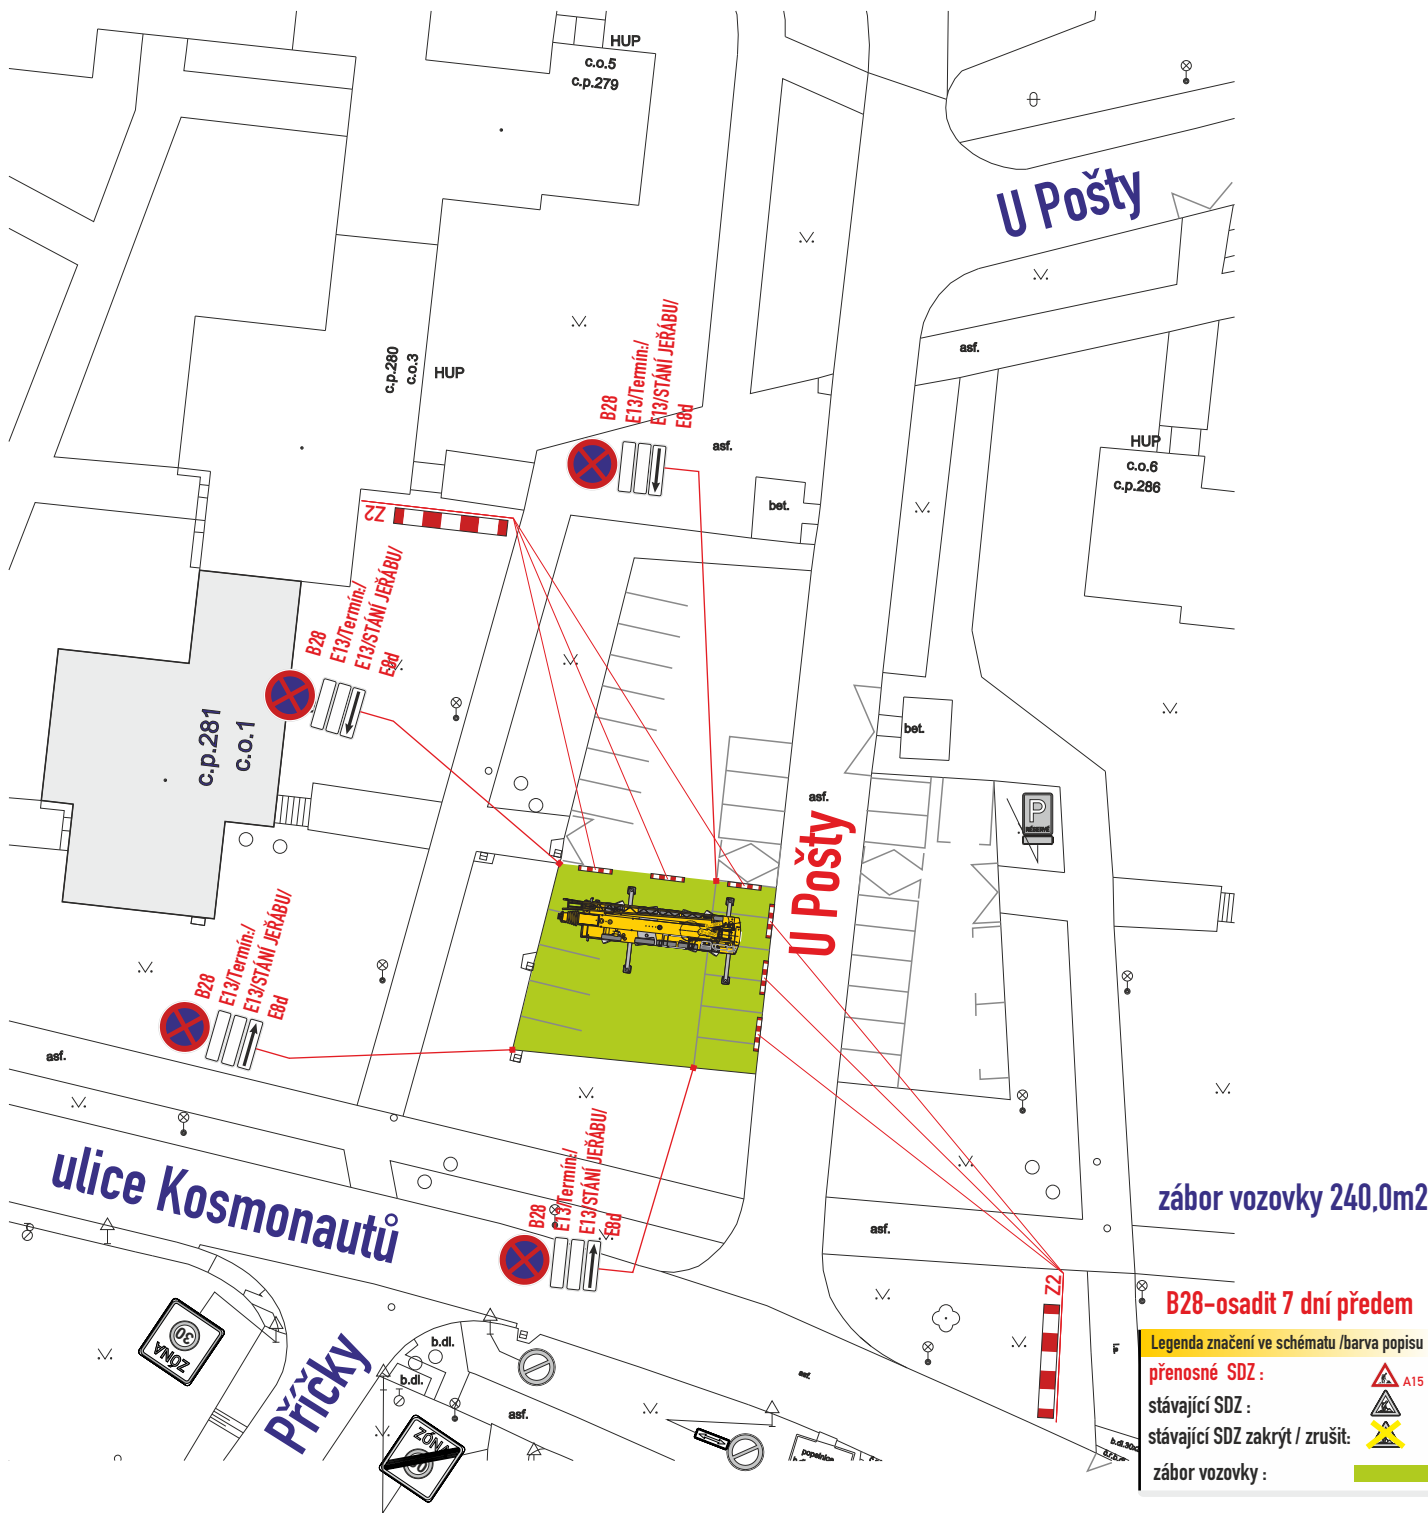 HUP
c.o.5
c.p.279
U Pošty
c.p.280
c.o.3
HUP
B28
E13/Termín:/
E13/STÁNÍ JEŘÁBU/
E8d
asf.
asf.
HUP
c.o.6
c.p.286
bet.
Z2
B28
E13/Termín:/
E13/STÁNÍ JEŘÁBU/
E8d
c.p.281
c.o.1
bet.
asf.
P
RÉSERVÉ
U Pošty
B28
E13/Termín:/
E13/STÁNÍ JEŘÁBU/
E8d
asf.
B28
E13/Termín:/
E13/STÁNÍ JEŘÁBU/
E8d
ulice Kosmonautů
zábor vozovky 240,0m2
asf.
Z2
B28-osadit 7 dní předem
Legenda značení ve schématu /barva popisu
přenosné SDZ :
A15
stávající SDZ :
stávající SDZ zakrýt / zrušit:
zábor vozovky :
30
ZÓNA
Příčky
b.dl.
b.dl.
asf.
asf.
ZÓNA
popelnice